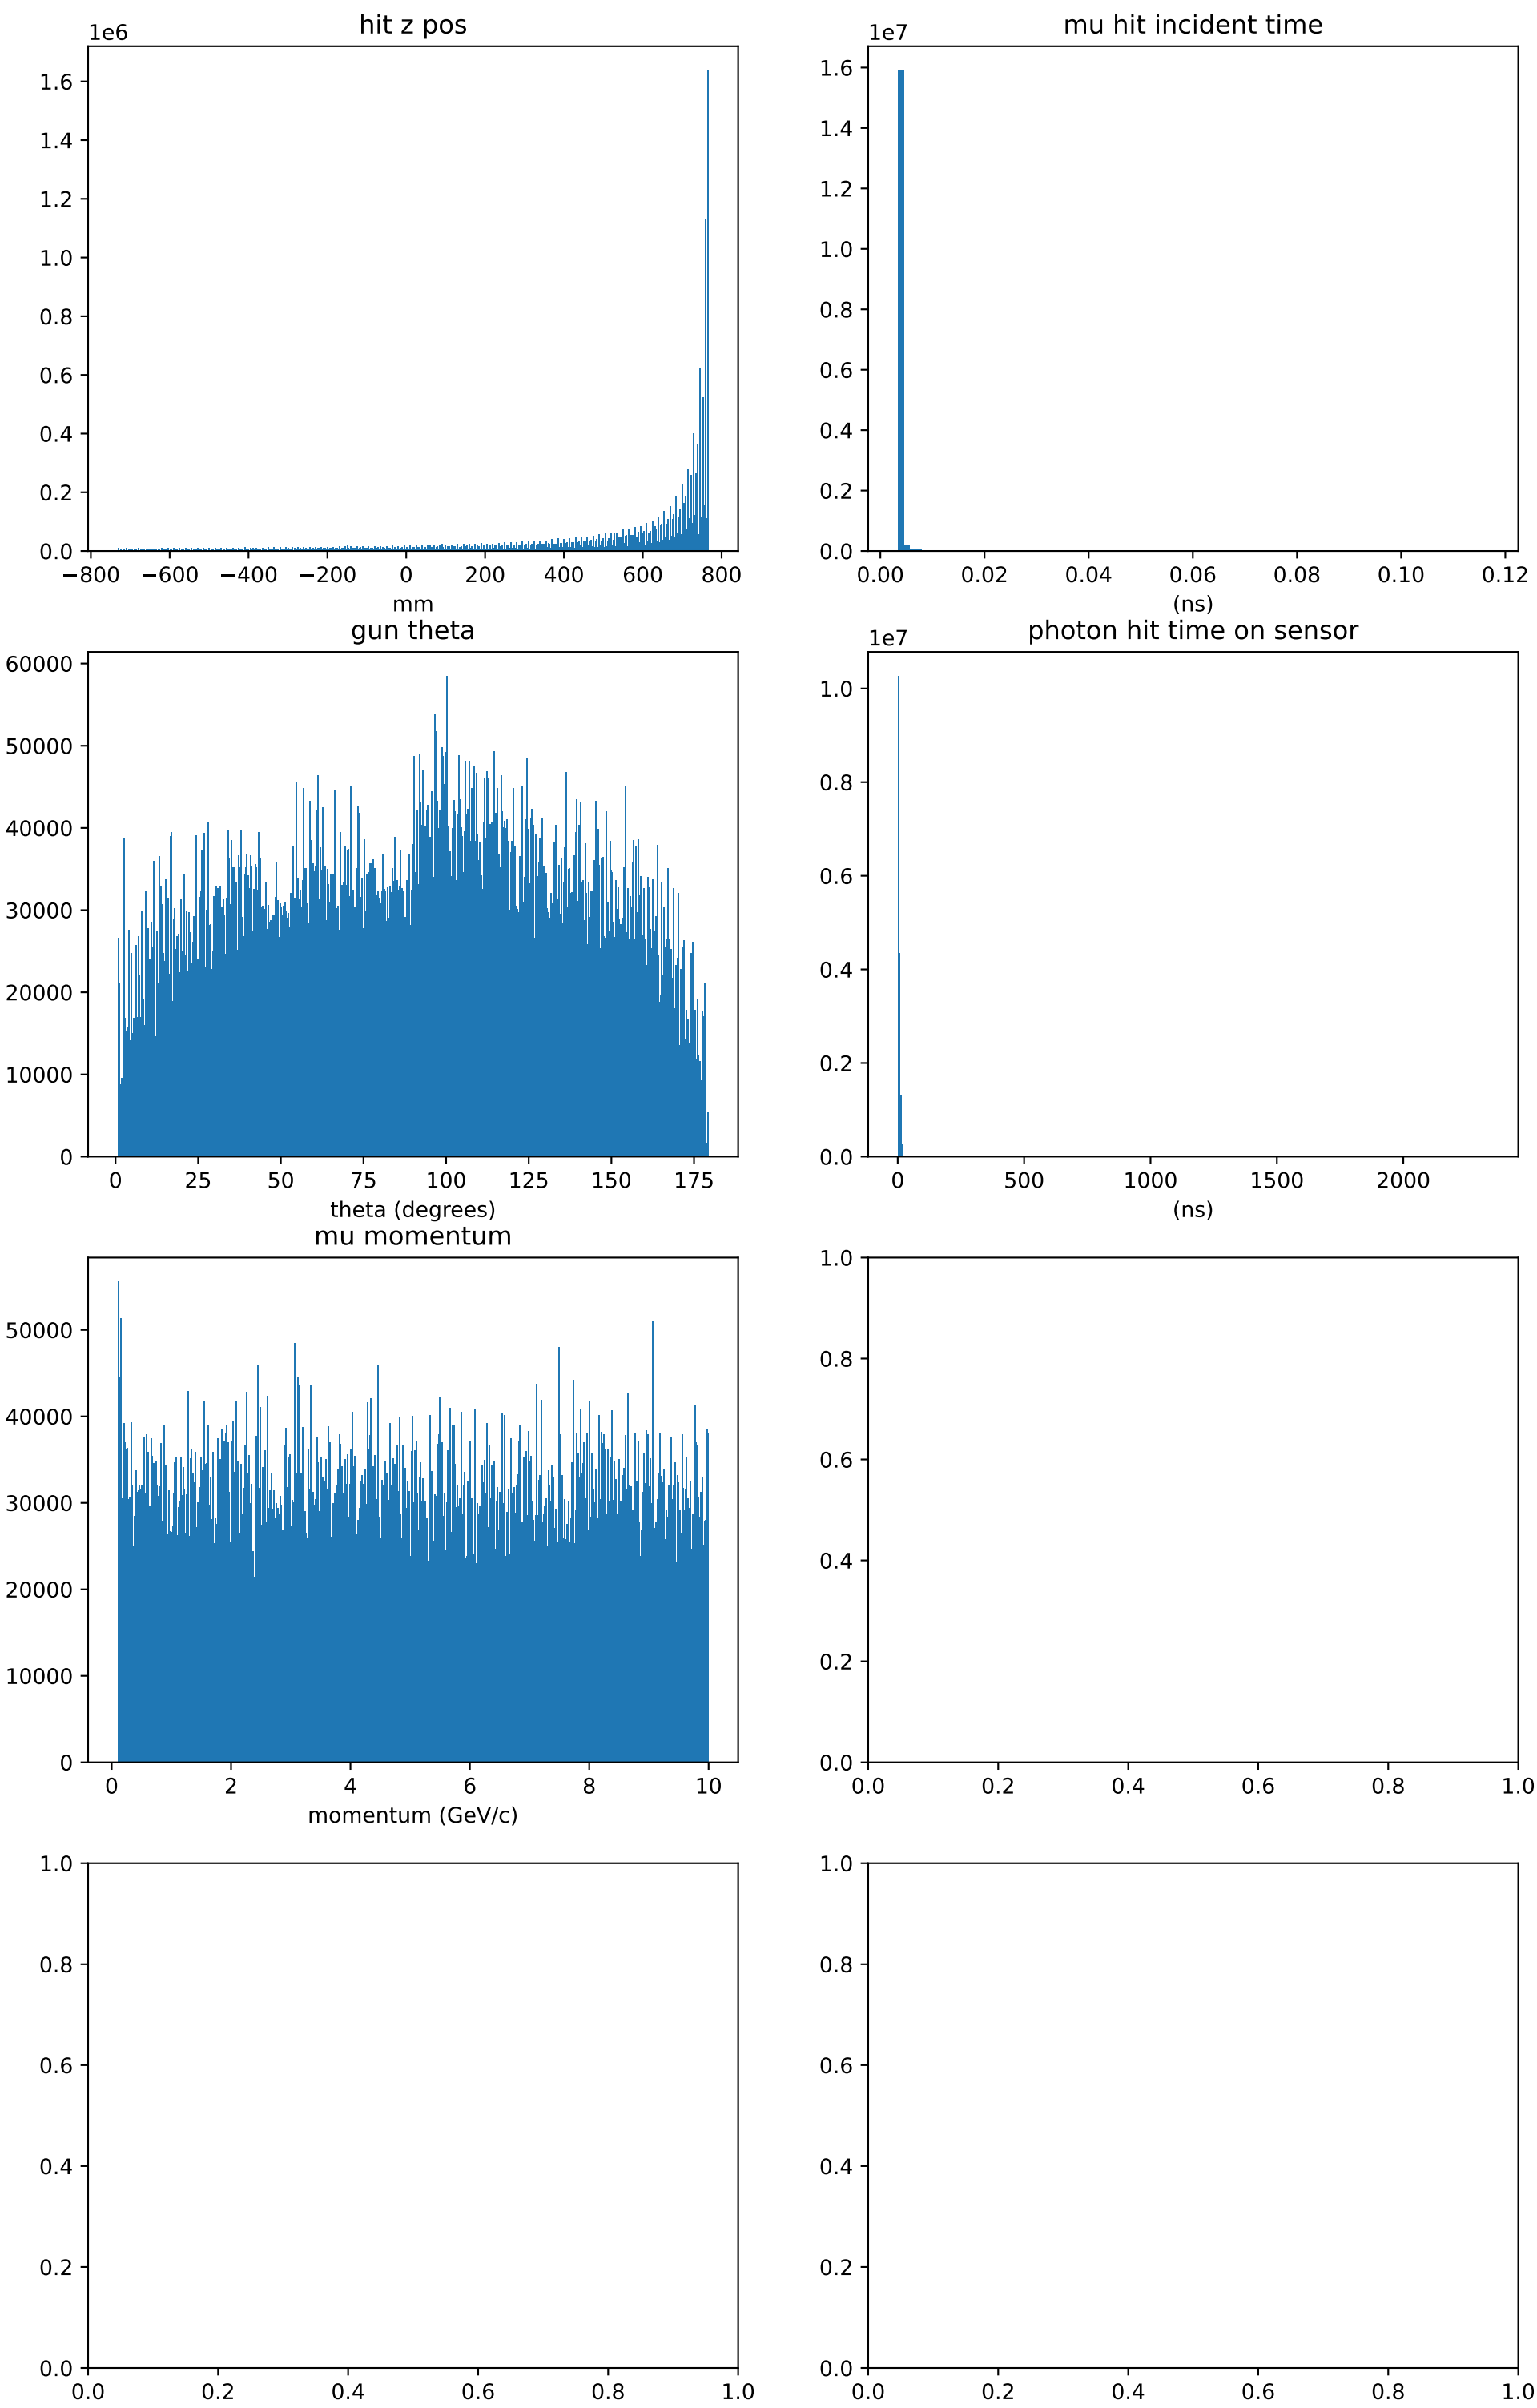 hit z pos
1e6
1.6
1.4
1.2
1.0
0.8
0.6
0.4
0.2
0.0
−800 −600 −400 −200 0 200 400 600 800
mm
mu hit incident time
1e7
1.6
1.4
1.2
1.0
0.8
0.6
0.4
0.2
0.0
0.00 0.02 0.04 0.06 0.08 0.10 0.12
(ns)
gun theta
60000
50000
40000
30000
20000
10000
0
0 25 50 75 100 125 150 175
theta (degrees)
photon hit time on sensor
1e7
1.0
0.8
0.6
0.4
0.2
0.0
0 500 1000 1500 2000
(ns)
mu momentum
50000
40000
30000
20000
10000
0
0 2 4 6 8 10
momentum (GeV/c)
1.0
0.8
0.6
0.4
0.2
0.0
0.0 0.2 0.4 0.6 0.8 1.0
1.0
0.8
0.6
0.4
0.2
0.0
0.0 0.2 0.4 0.6 0.8 1.0
1.0
0.8
0.6
0.4
0.2
0.0
0.0 0.2 0.4 0.6 0.8 1.0